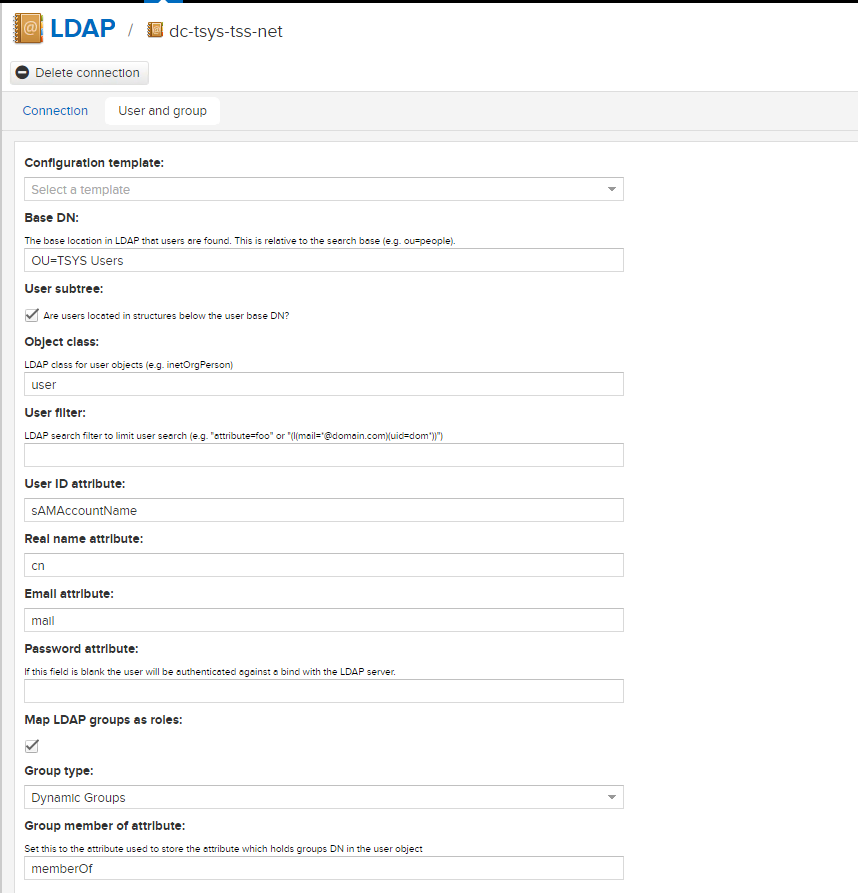 LDAP / dc-tsys-tss-net
Delete connection
Connection User and group
Configuration template:
Select a template
Base DN:
The base location in LDAP that users are found. This is relative to the search base (e.g. ou=people).
OU=TSYS Users
User subtree:
Are users located in structures below the user base DN?
Object class:
LDAP class for user objects (e.g. inetOrgPerson)
user
User filter:
LDAP search filter to limit user search (e.g. "attribute=foo" or "(|(mail=*@domain.com)(uid=dom*))")
User ID attribute:
sAMAccountName
Real name attribute:
cn
Email attribute:
mail
Password attribute:
If this field is blank the user will be authenticated against a bind with the LDAP server.
Map LDAP groups as roles:
Group type:
Dynamic Groups
Group member of attribute:
Set this to the attribute used to store the attribute which holds groups DN in the user object
memberOf